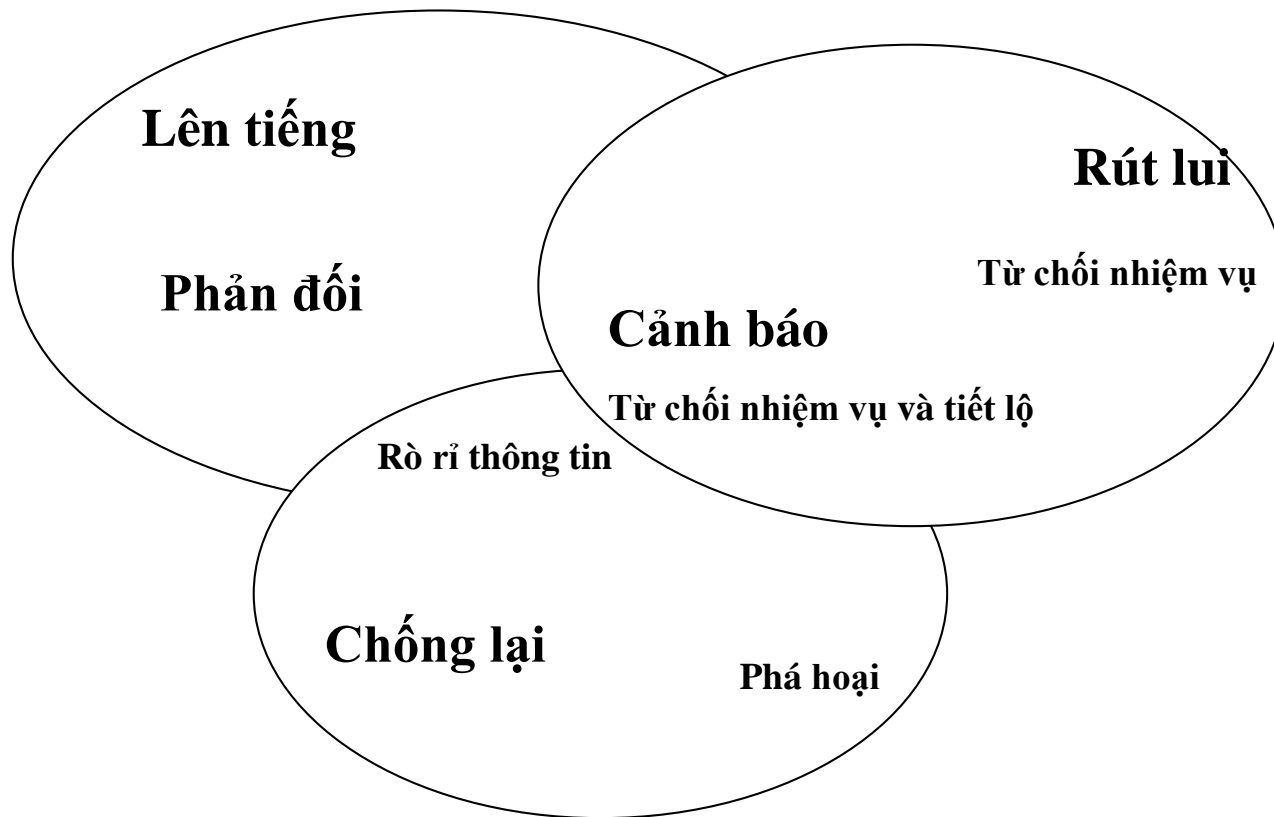 Lên tiếng
Rút lui
Từ chối nhiệm vụ
Phản đối
Cảnh báo
Từ chối nhiệm vụ và tiết lộ
Rò rỉ thông tin
Chống lại
Phá hoại